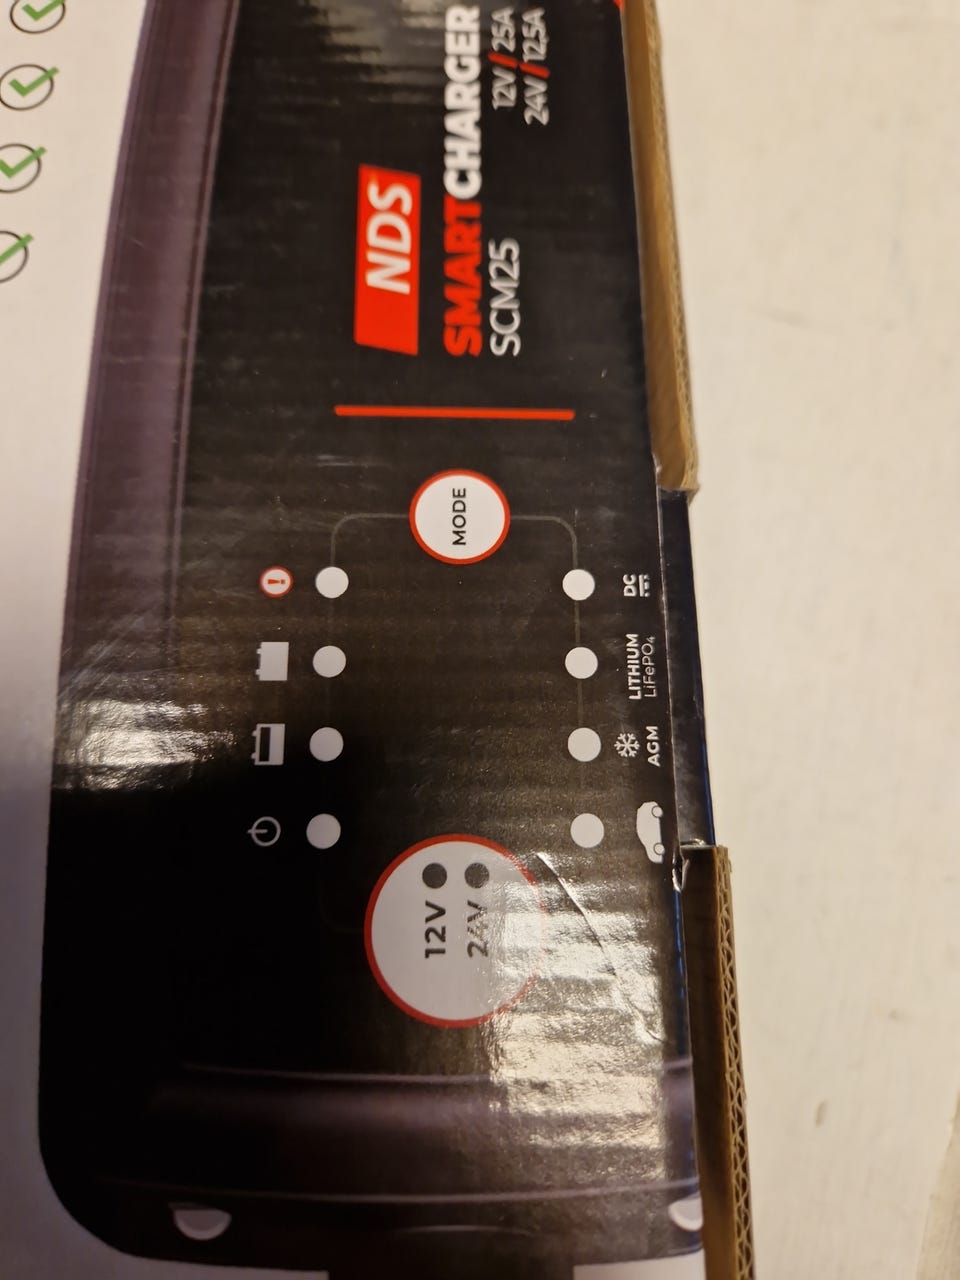 12V
24V
AGM
LITHIUM
LiFePO₄
DC
MODE
NDS
SMARTCHARGER
SCM25
12V/25A
24V/12,5A